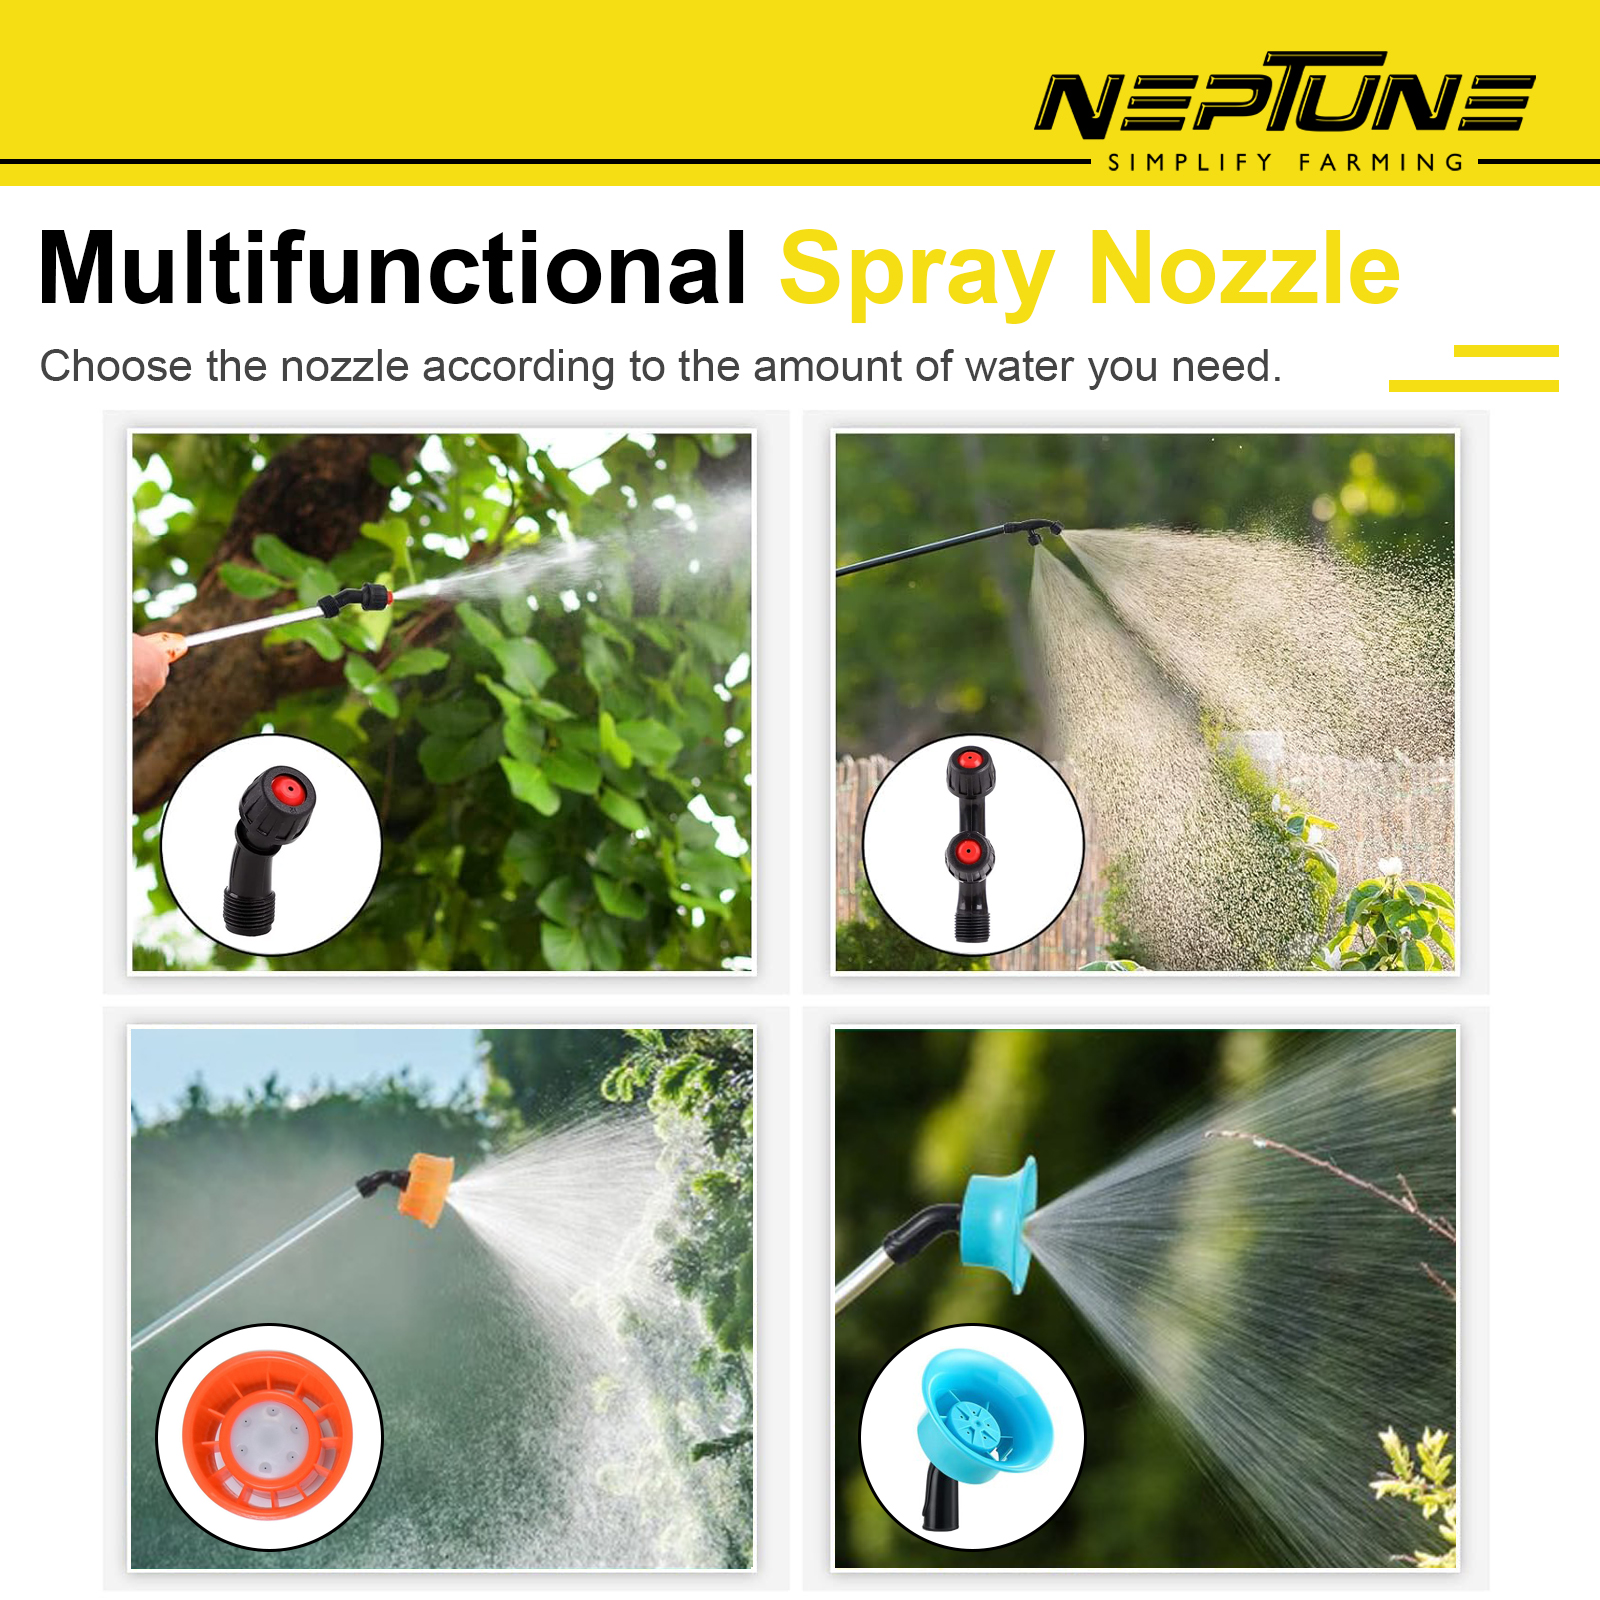 NEPTUNE
SIMPLIFY FARMING
Multifunctional Spray Nozzle
Choose the nozzle according to the amount of water you need.